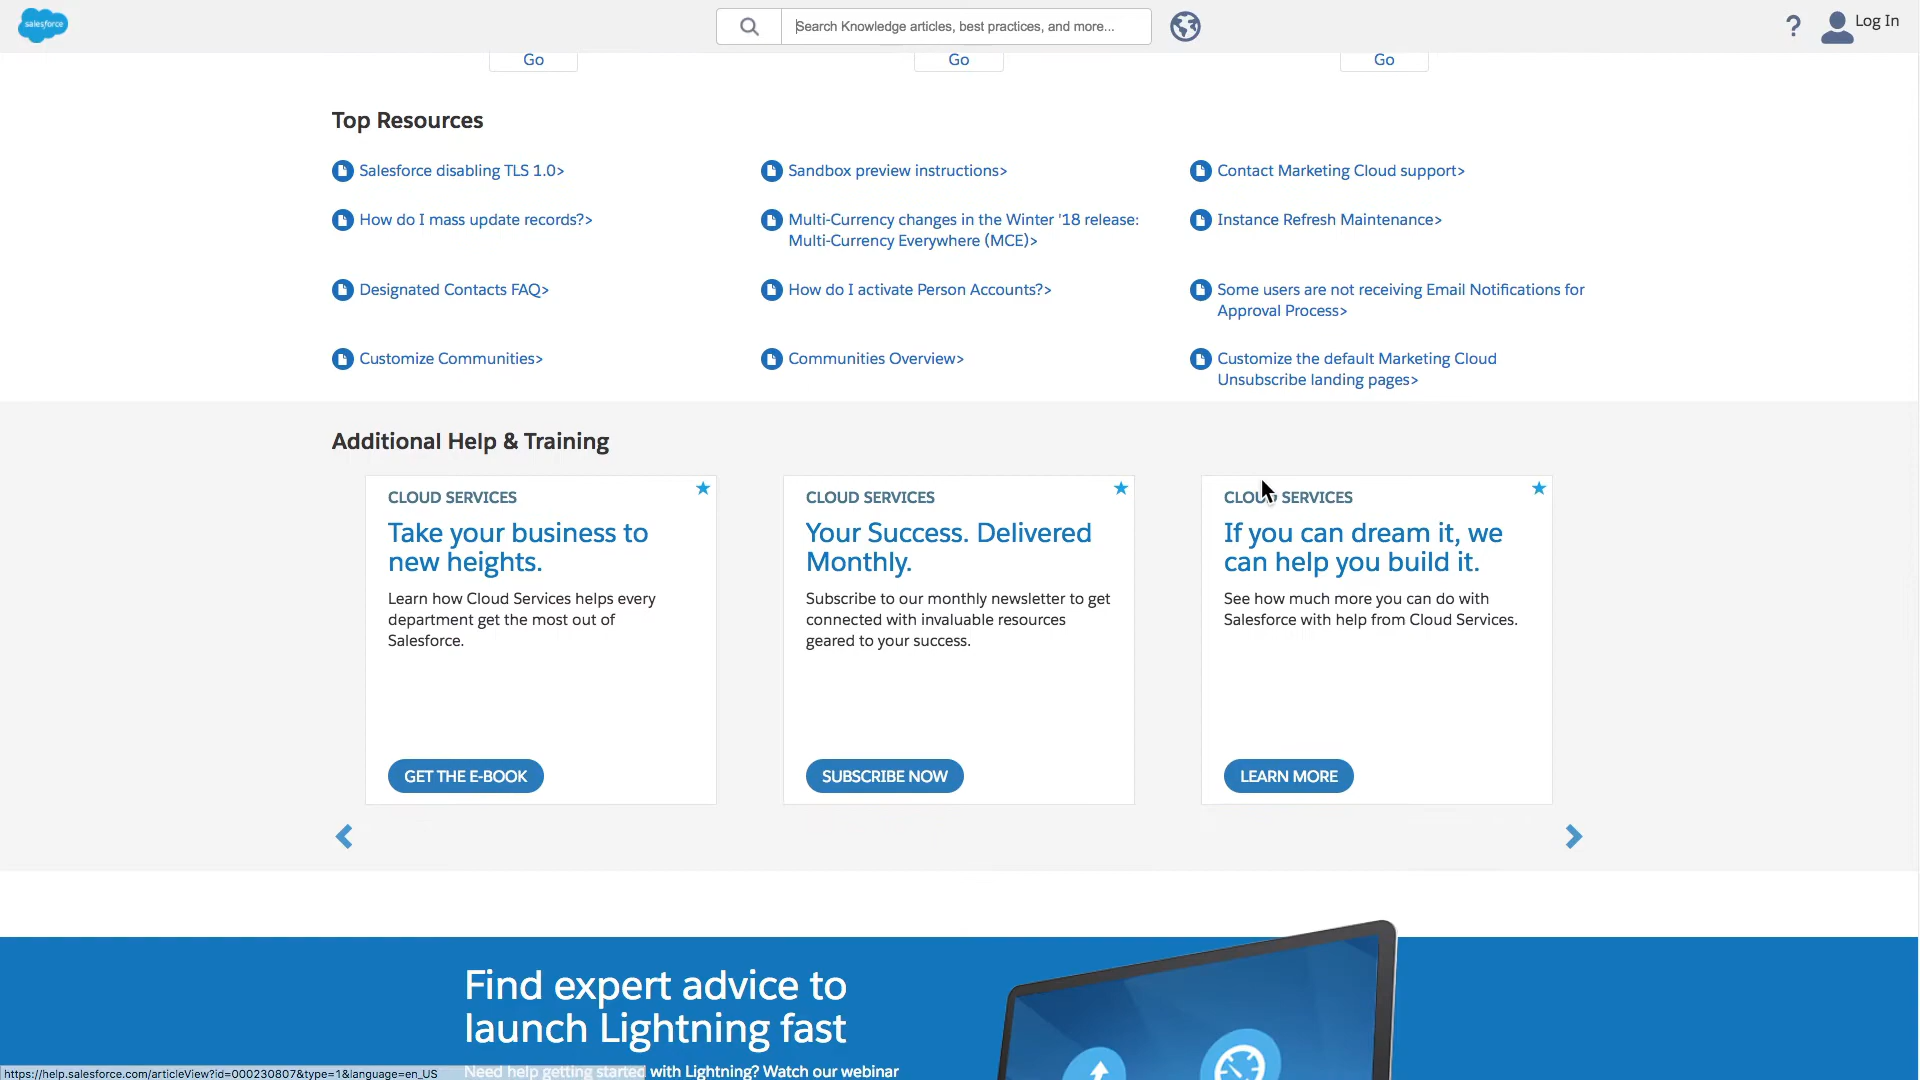 salesforce
Search Knowledge articles, best practices, and more...
?
Log In
Go
Go
Go
Top Resources
Salesforce disabling TLS 1.0>
Sandbox preview instructions>
Contact Marketing Cloud support>
How do I mass update records?>
Multi-Currency changes in the Winter '18 release:
Multi-Currency Everywhere (MCE)>
Instance Refresh Maintenance>
Designated Contacts FAQ>
How do I activate Person Accounts?>
Some users are not receiving Email Notifications for
Approval Process>
Customize Communities>
Communities Overview>
Customize the default Marketing Cloud
Unsubscribe landing pages>
Additional Help & Training
CLOUD SERVICES
Take your business to
new heights.
Learn how Cloud Services helps every
department get the most out of
Salesforce.
GET THE E-BOOK
CLOUD SERVICES
Your Success. Delivered
Monthly.
Subscribe to our monthly newsletter to get
connected with invaluable resources
geared to your success.
SUBSCRIBE NOW
CLOUD SERVICES
If you can dream it, we
can help you build it.
See how much more you can do with
Salesforce with help from Cloud Services.
LEARN MORE
Find expert advice to
launch Lightning fast
Need help getting started with Lightning? Watch our webinar
https://help.salesforce.com/articleView?id=000230807&type=1&language=en_US